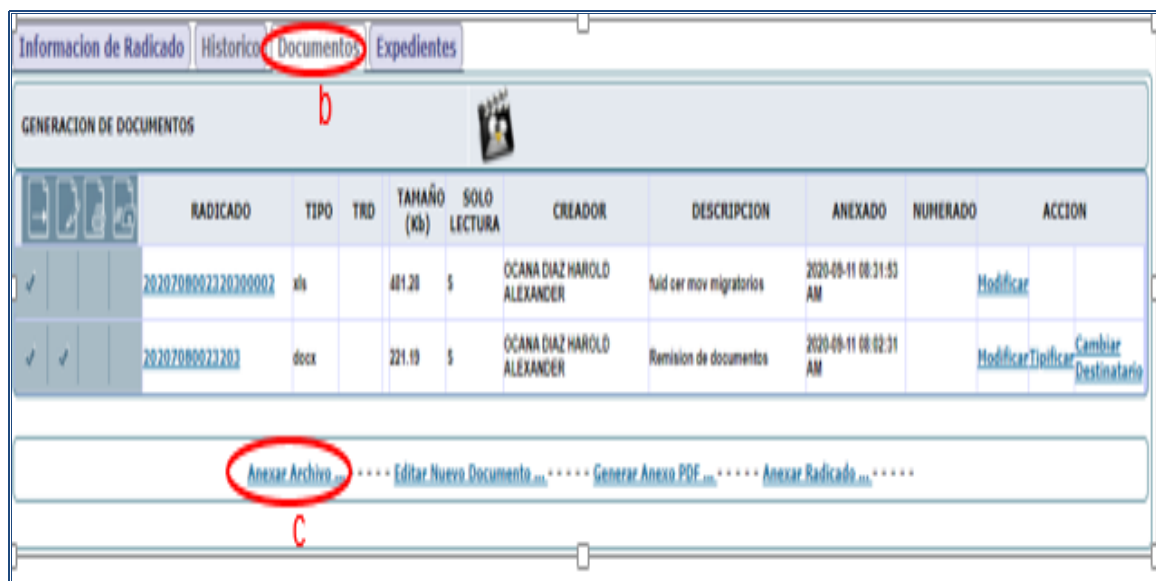 Informacion de Radicado Historico Documentos Expedientes
b
GENERACION DE DOCUMENTOS
RADICADO TIPO TRD TAMAÑO (Kb) SOLO LECTURA CREADOR DESCRIPCION ANEXADO NUMERADO ACCION
2020708002320300002 xls 481.28 S OCANA DIAZ HAROLD ALEXANDER fuid cer mov migratorios 2020-09-11 08:31:53 AM Modificar
20207080023203 docx 221.19 S OCANA DIAZ HAROLD ALEXANDER Remision de documentos 2020-09-11 08:02:31 AM Modificar Tipificar Cambiar Destinatario
Anexar Archivo ... - - - - Editar Nuevo Documento ... - - - - - Generar Anexo PDF ... - - - - - Anexar Radicado ... - - - - -
C